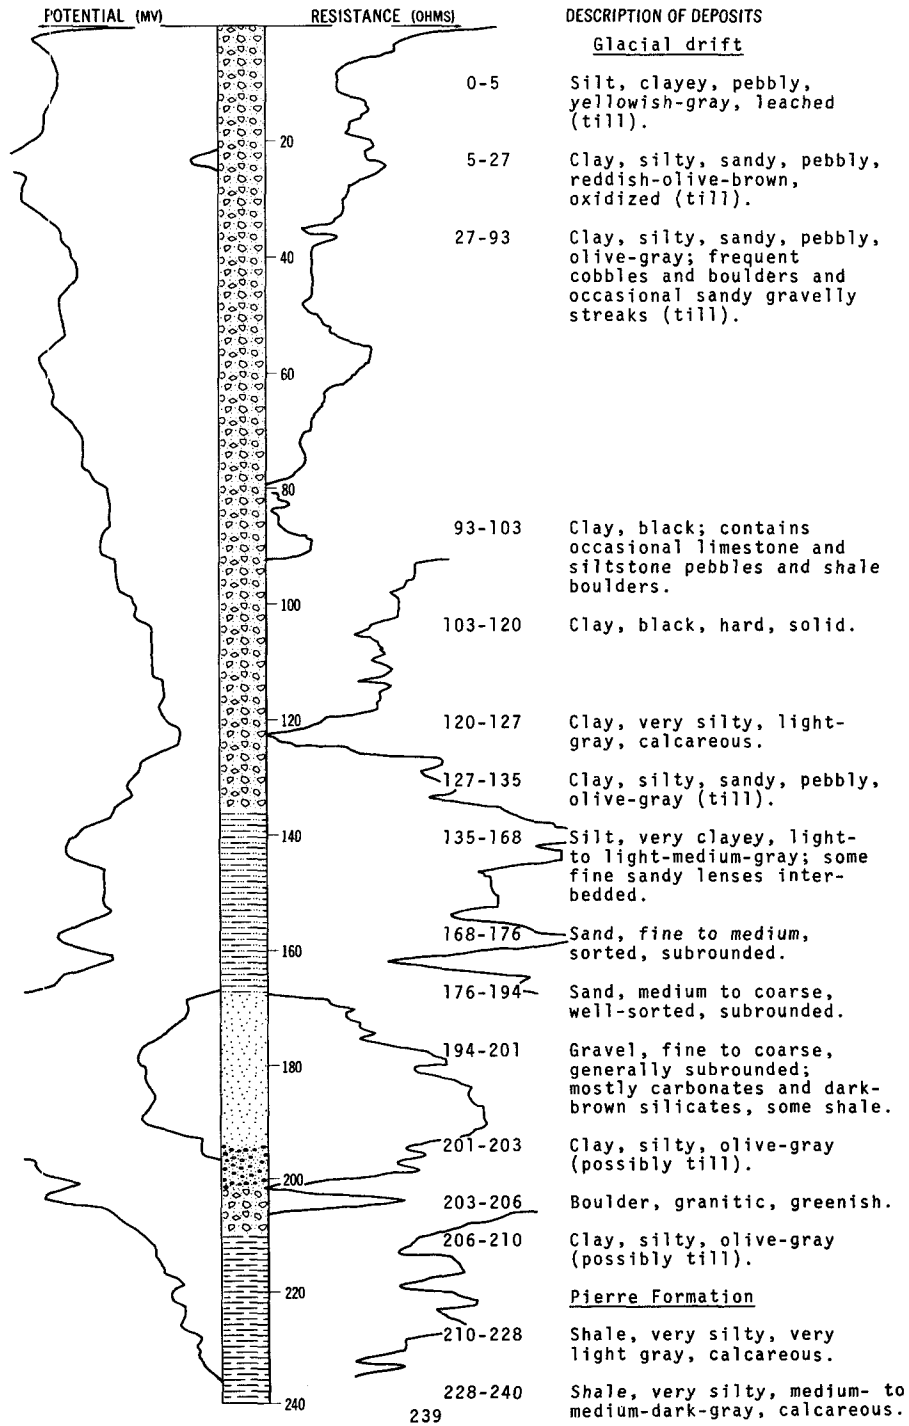 POTENTIAL (MV) RESISTANCE (OHMS) DESCRIPTION OF DEPOSITS
Glacial drift
0-5 Silt, clayey, pebbly,
yellowish-gray, leached
(till).
20
5-27 Clay, silty, sandy, pebbly,
reddish-olive-brown,
oxidized (till).
27-93 Clay, silty, sandy, pebbly,
40
olive-gray; frequent
cobbles and boulders and
occasional sandy gravelly
streaks (till).
60
80
93-103 Clay, black; contains
occasional limestone and
siltstone pebbles and shale
boulders.
100
103-120 Clay, black, hard, solid.
120
120-127 Clay, very silty, light-
gray, calcareous.
127-135 Clay, silty, sandy, pebbly,
olive-gray (till).
140
135-168 Silt, very clayey, light-
to light-medium-gray; some
fine sandy lenses inter-
bedded.
168-176 Sand, fine to medium,
sorted, subrounded.
160
176-194 Sand, medium to coarse,
well-sorted, subrounded.
194-201 Gravel, fine to coarse,
180
generally subrounded;
mostly carbonates and dark-
brown silicates, some shale.
201-203 Clay, silty, olive-gray
(possibly till).
200
203-206 Boulder, granitic, greenish.
206-210 Clay, silty, olive-gray
(possibly till).
220
Pierre Formation
210-228 Shale, very silty, very
light gray, calcareous.
228-240 Shale, very silty, medium- to
medium-dark-gray, calcareous.
240
239